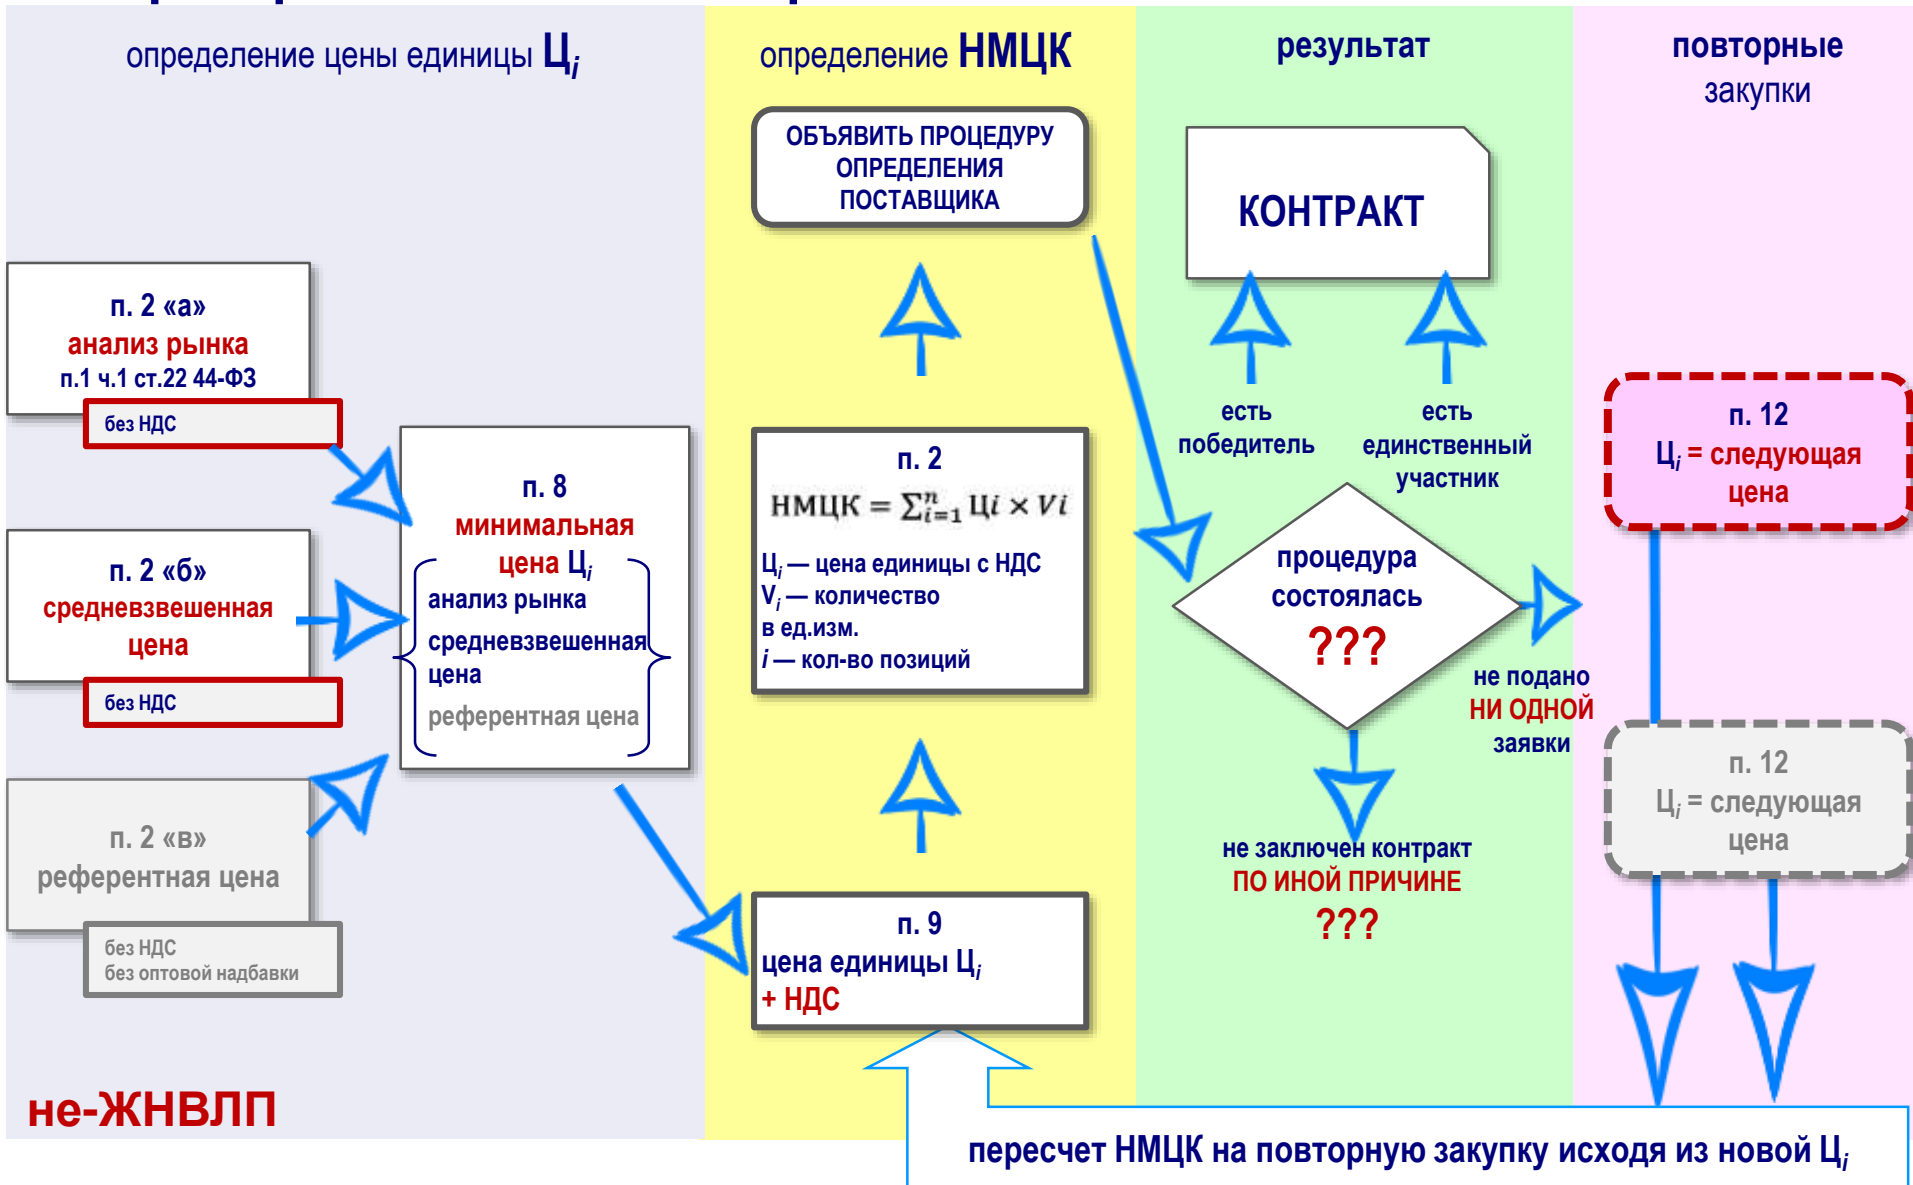 определение цены единицы Цi
определение НМЦК
результат
повторные
закупки
п. 2 «а»
анализ рынка
п.1 ч.1 ст.22 44-ФЗ
без НДС
п. 2 «б»
средневзвешенная
цена
без НДС
п. 2 «в»
референтная цена
без НДС
без оптовой надбавки
не-ЖНВЛП
п. 8
минимальная
цена Цi
анализ рынка
средневзвешенная
цена
референтная цена
ОБЪЯВИТЬ ПРОЦЕДУРУ
ОПРЕДЕЛЕНИЯ
ПОСТАВЩИКА
п. 2
НМЦК = ∑ⁿᵢ₌₁ Цi × Vi
Цi — цена единицы с НДС
Vi — количество
в ед.изм.
i — кол-во позиций
п. 9
цена единицы Цi
+ НДС
КОНТРАКТ
есть
победитель
есть
единственный
участник
процедура
состоялась
???
не подано
НИ ОДНОЙ
заявки
не заключен контракт
ПО ИНОЙ ПРИЧИНЕ
???
п. 12
Цi = следующая
цена
п. 12
Цi = следующая
цена
пересчет НМЦК на повторную закупку исходя из новой Цi